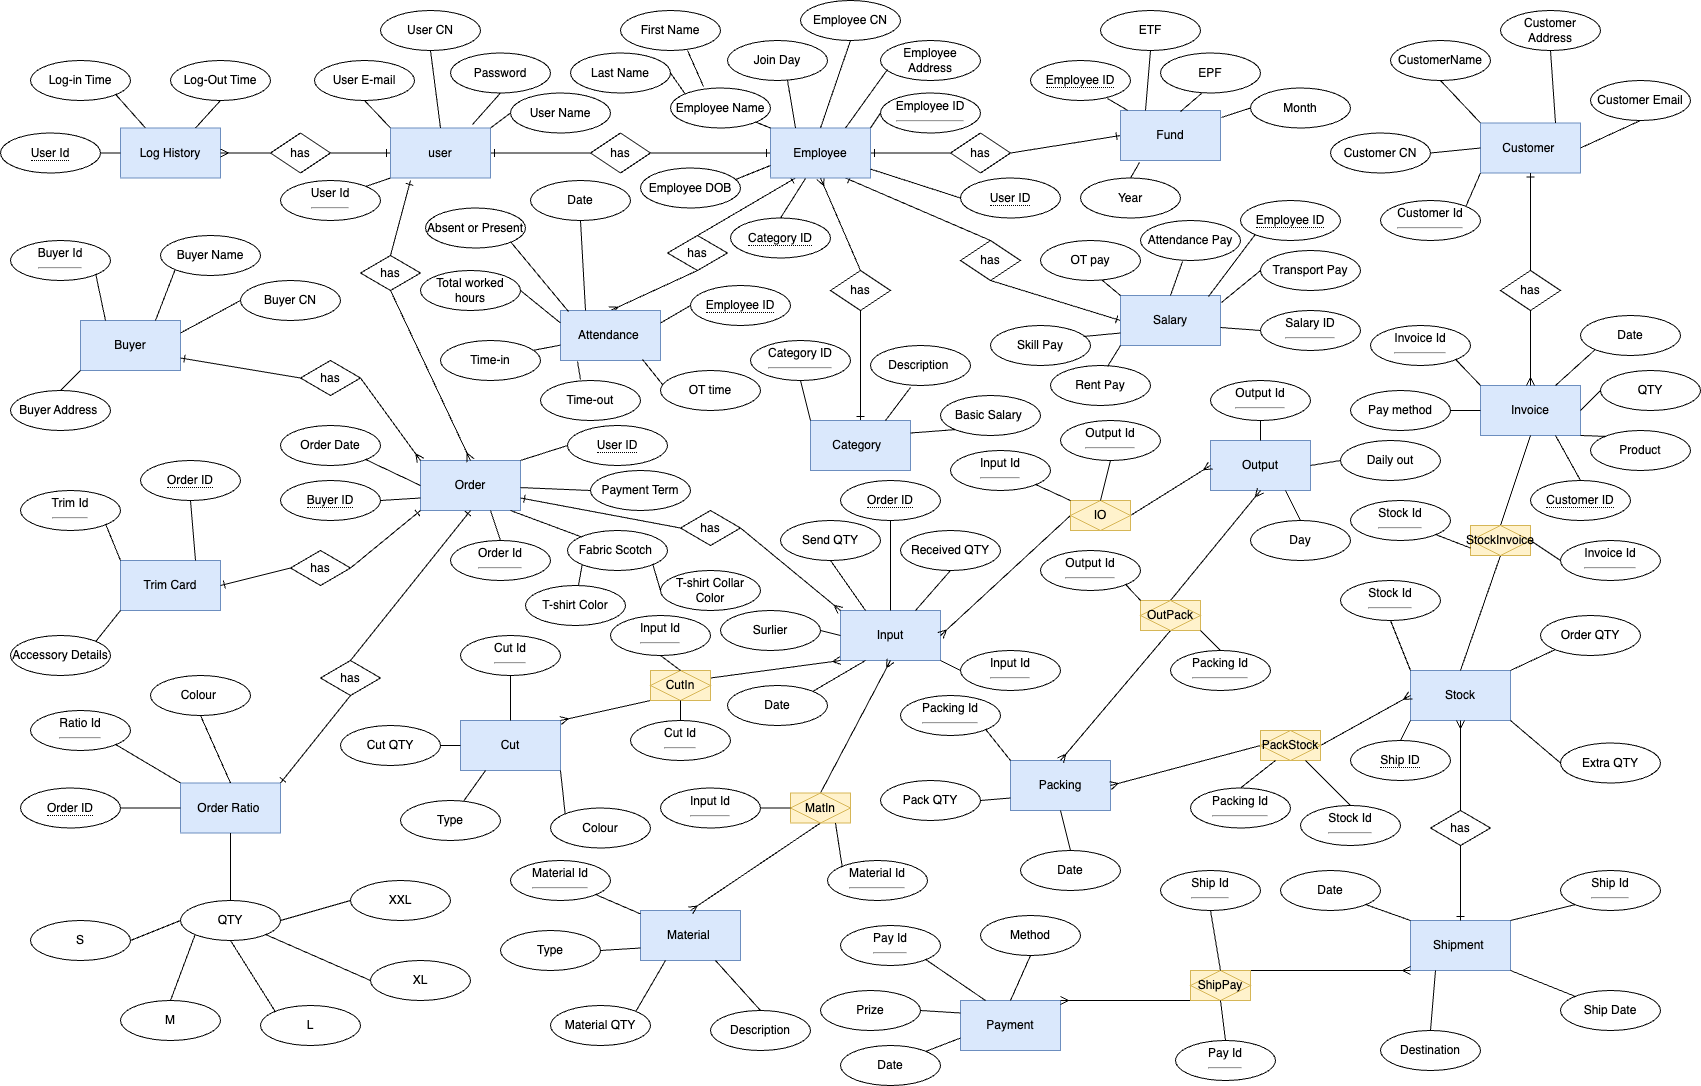 User CN
First Name
Employee CN
ETF
Customer
Address
Log-in Time
Log-Out Time
User E-mail
Password
Last Name
Join Day
Employee
Address
Employee ID
EPF
CustomerName
User Name
Employee Name
Employee ID
Month
Customer Email
User Id
Log History
has
user
has
Employee
has
Fund
Customer CN
Customer
User Id
Date
Employee DOB
User ID
Year
Customer Id
Absent or Present
Category ID
Employee ID
Buyer Id
Buyer Name
has
has
Attendance Pay
OT pay
Transport Pay
Buyer CN
has
Total worked
hours
Employee ID
has
has
Buyer
Attendance
Salary
Salary ID
Invoice Id
Date
Time-in
Category ID
Description
Skill Pay
Rent Pay
has
OT time
QTY
Buyer Address
Time-out
Output Id
Pay method
Invoice
Basic Salary
Order Date
User ID
Category
Output Id
Product
Order ID
Order
Input Id
Output
Daily out
Trim Id
Buyer ID
Payment Term
Order ID
IO
Stock Id
Customer ID
has
Send QTY
Received QTY
Day
StockInvoice
Order Id
Fabric Scotch
Invoice Id
has
Output Id
Trim Card
T-shirt Color
T-shirt Collar
Color
Stock Id
OutPack
Accessory Details
Cut Id
Input Id
Surlier
Input
Order QTY
Input Id
Packing Id
has
CutIn
Colour
Date
Packing Id
Stock
Ratio Id
Cut QTY
Cut
Cut Id
PackStock
Ship ID
Extra QTY
Order ID
Order Ratio
Input Id
MatIn
Pack QTY
Packing
Packing Id
Stock Id
has
Type
Colour
Date
Material Id
Material Id
Ship Id
Date
Ship Id
XXL
QTY
S
Type
Material
Pay Id
Method
Shipment
XL
ShipPay
M
L
Material QTY
Description
Prize
Payment
Ship Date
Date
Pay Id
Destination